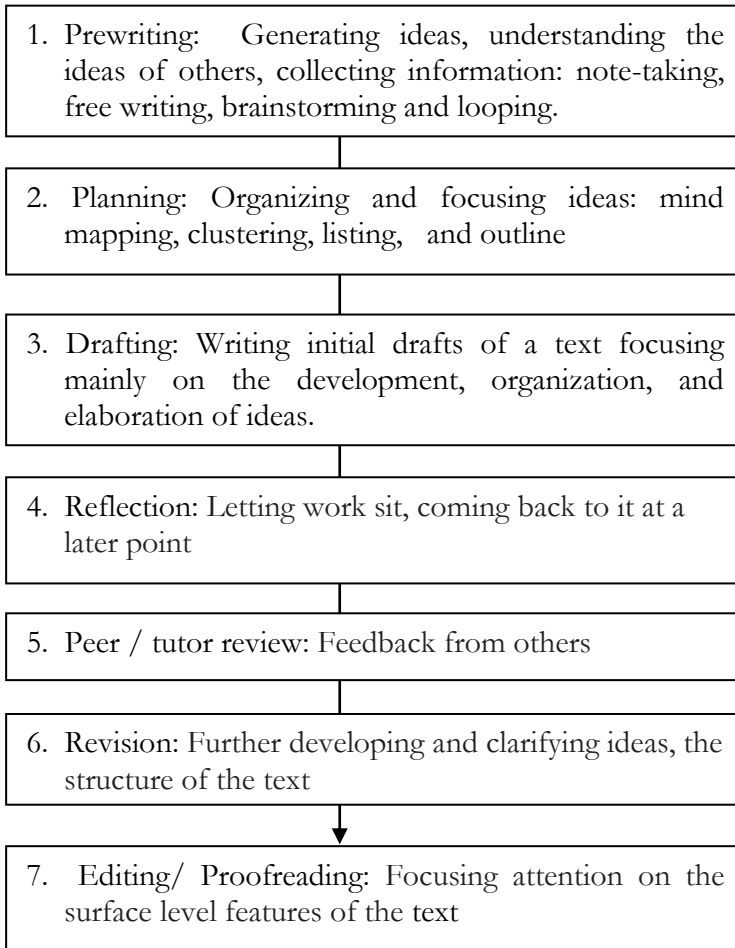 1. Prewriting: Generating ideas, understanding the
ideas of others, collecting information: note-taking,
free writing, brainstorming and looping.
2. Planning: Organizing and focusing ideas: mind
mapping, clustering, listing, and outline
3. Drafting: Writing initial drafts of a text focusing
mainly on the development, organization, and
elaboration of ideas.
4. Reflection: Letting work sit, coming back to it at a
later point
5. Peer / tutor review: Feedback from others
6. Revision: Further developing and clarifying ideas, the
structure of the text
7. Editing/ Proofreading: Focusing attention on the
surface level features of the text